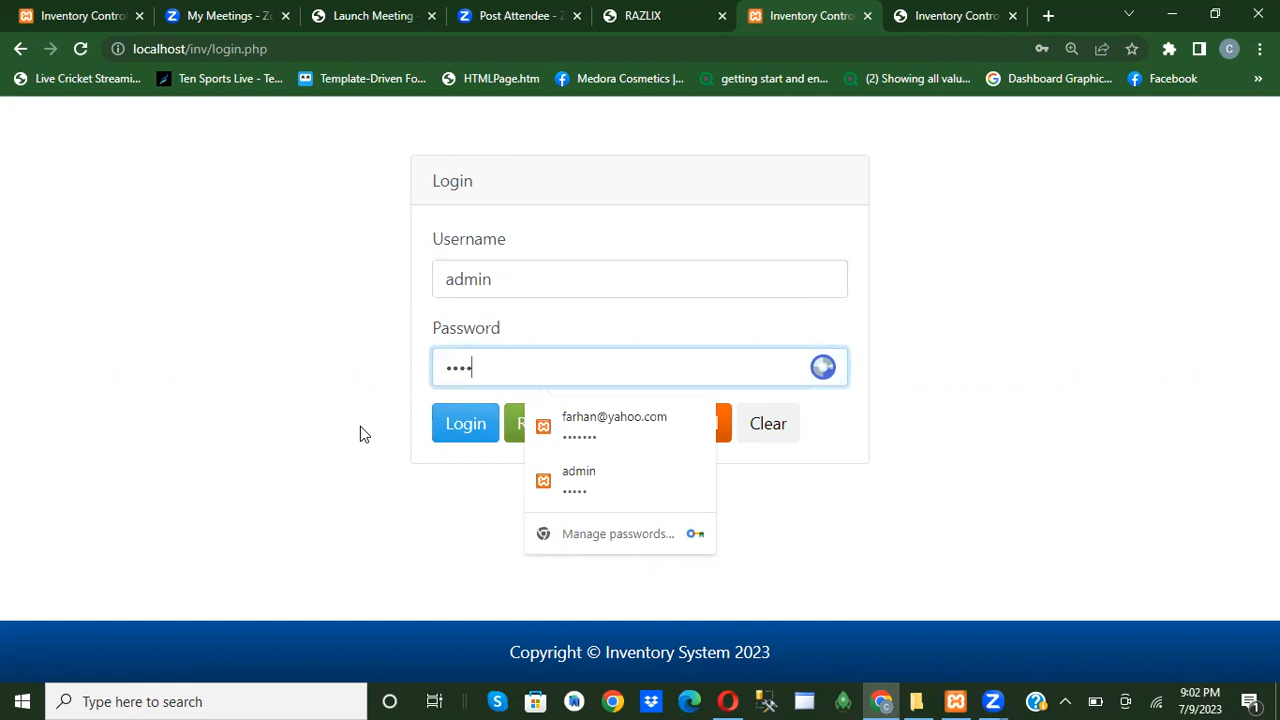 Inventory Contro
My Meetings - Zo
Launch Meeting -
Post Attendee - Z
RAZLIX
Inventory Contro
Inventory Contro
localhost/inv/login.php
C
Live Cricket Streami...
Ten Sports Live - Te...
Template-Driven Fo...
HTMLPage.htm
Medora Cosmetics |...
getting start and en...
(2) Showing all valu...
Dashboard Graphic...
Facebook
»
Login
Username
admin
Password
••••
Login
R
Clear
farhan@yahoo.com
•••••••
admin
•••••
Manage passwords...
Copyright © Inventory System 2023
Type here to search
9:02 PM
7/9/2023
1